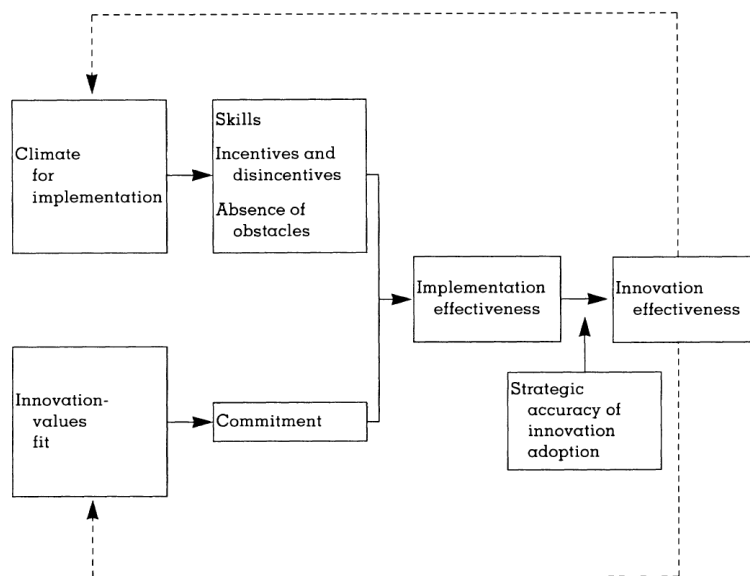 Climate
for
implementation
Skills
Incentives and
disincentives
Absence of
obstacles
Implementation
effectiveness
Innovation
effectiveness
Innovation-
values
fit
Commitment
Strategic
accuracy of
innovation
adoption